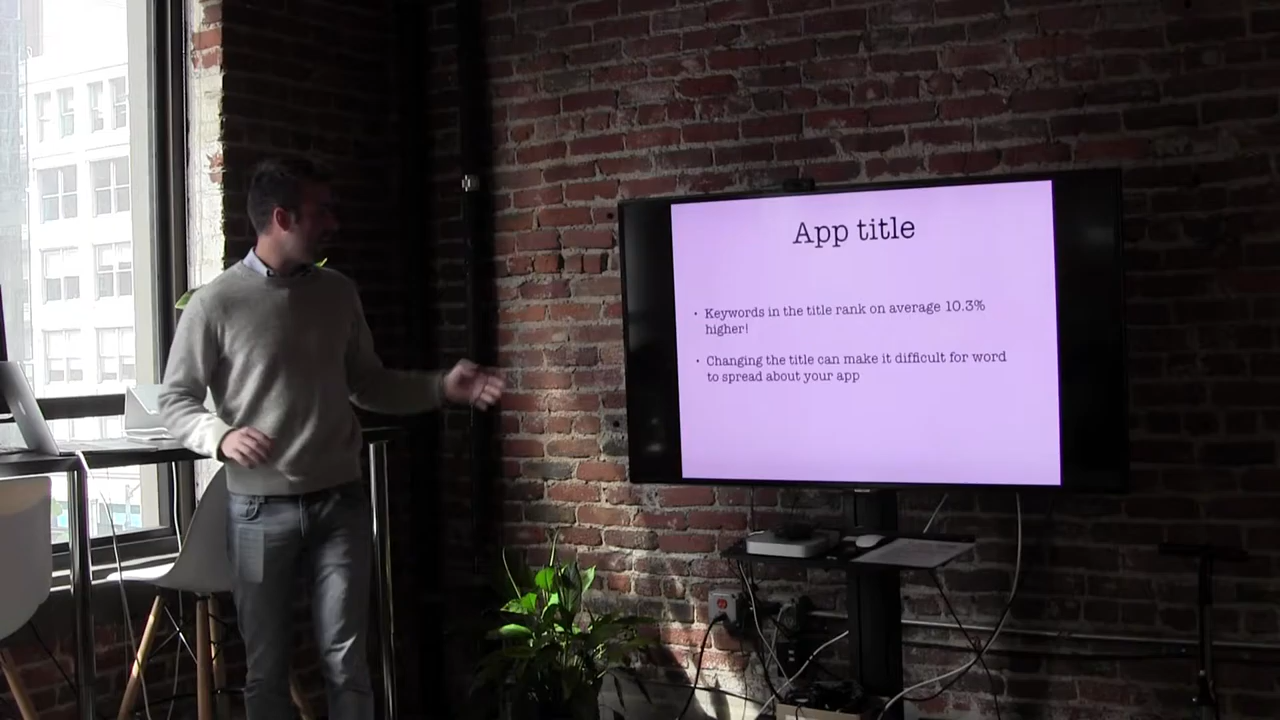 App title
• Keywords in the title rank on average 10.3%
higher!
• Changing the title can make it difficult for word
to spread about your app